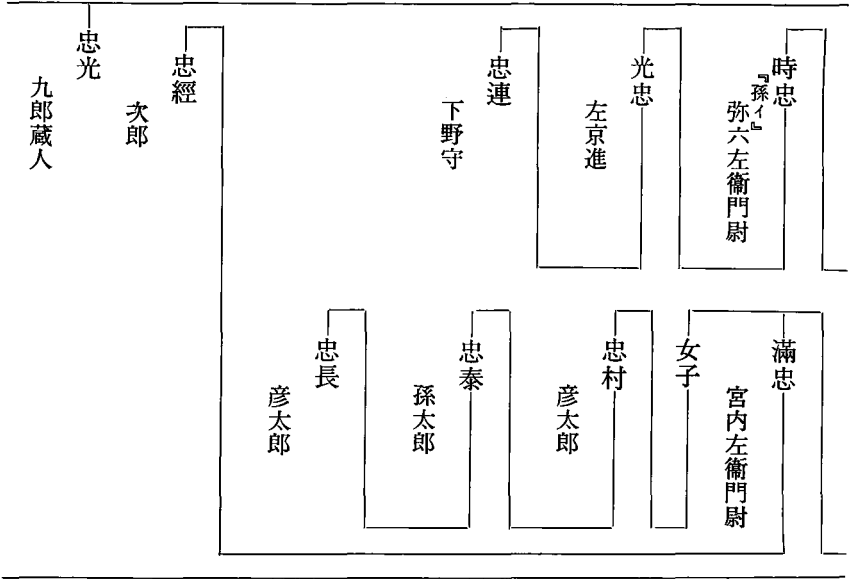 時忠
『孫イ』
弥六左衞門尉
光忠
左京進
忠連
下野守
滿忠
宮内左衞門尉
女子
忠村
彦太郎
忠泰
孫太郎
忠長
彦太郎
忠經
次郎
忠光
九郎蔵人